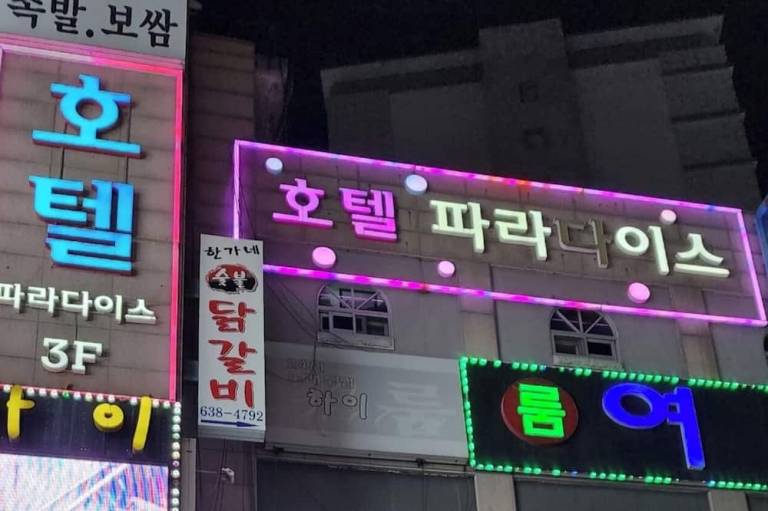 족발.보쌈
호텔
파라다이스
3F
호텔 파라다이스
한가네
숯불
닭갈비
638-4792
하이
룸
여